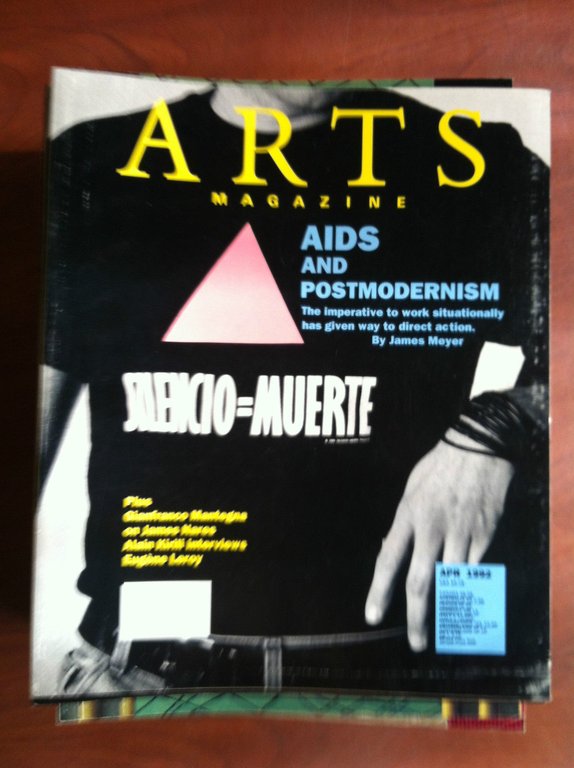 ARTS
MAGAZINE
AIDS
AND
POSTMODERNISM
The imperative to work situationally
has given way to direct action.
By James Meyer
SILENCIO=MUERTE
Plus
Gianfranco Mantegna
on James Nares
Alain Kirili interviews
Eugène Leroy
APR 1992